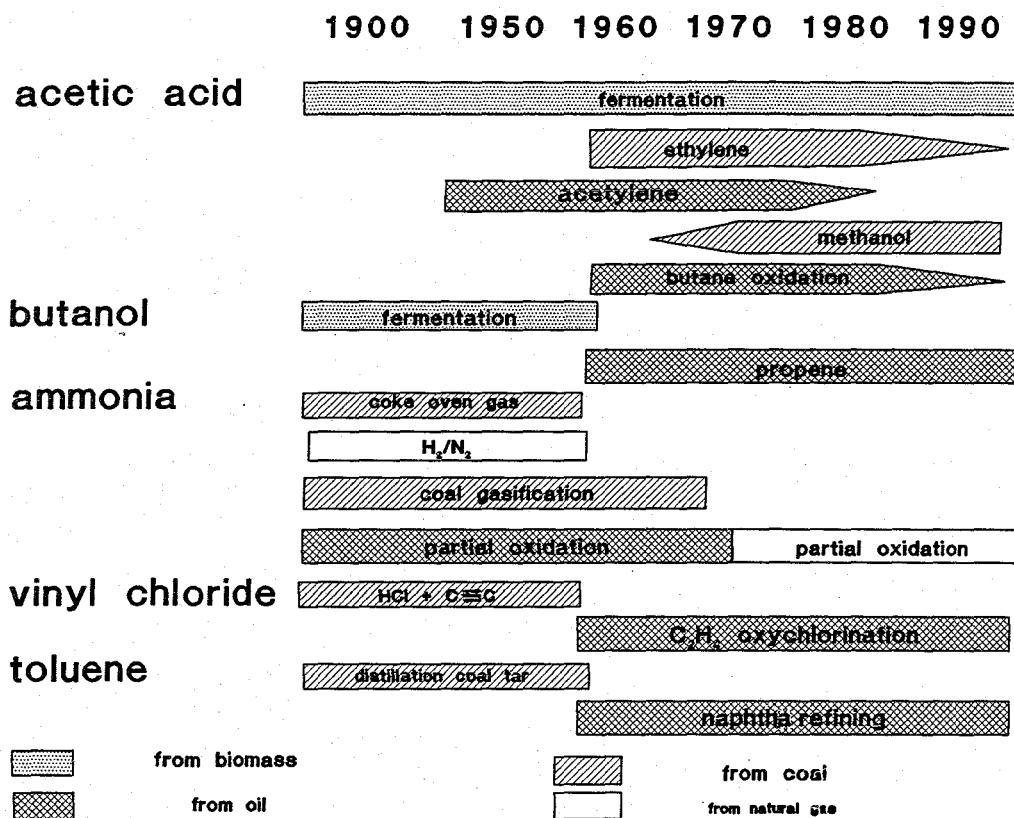 1900 1950 1960 1970 1980 1990
acetic acid
fermentation
ethylene
acetylene
methanol
butane oxidation
butanol
fermentation
propene
ammonia
coke oven gas
H₂/N₂
coal gasification
partial oxidation partial oxidation
vinyl chloride
HCl + C≡C
C₂H₄ oxychlorination
toluene
distillation coal tar
naphtha refining
from biomass from coal
from oil from natural gas